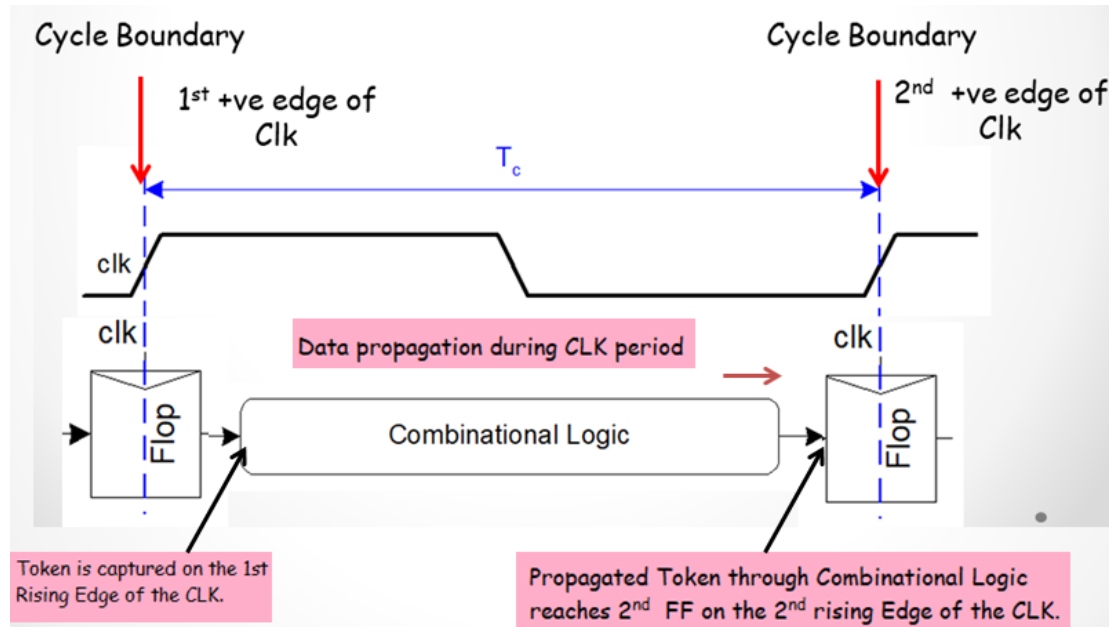 Cycle Boundary
Cycle Boundary
1st +ve edge of
Clk
2nd +ve edge of
Clk
Tc
clk
clk
clk
Data propagation during CLK period
Flop
Combinational Logic
Flop
Token is captured on the 1st
Rising Edge of the CLK.
Propagated Token through Combinational Logic
reaches 2nd FF on the 2nd rising Edge of the CLK.